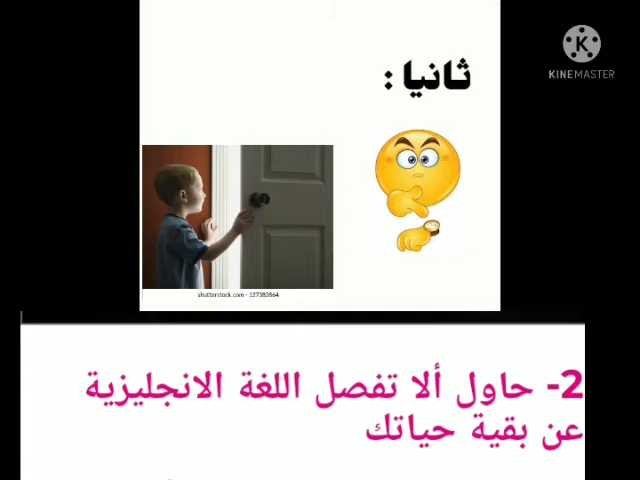 KINEMASTER
ثانيا :
shutterstock.com · 127382864
2- حاول ألا تفصل اللغة الانجليزية
عن بقية حياتك